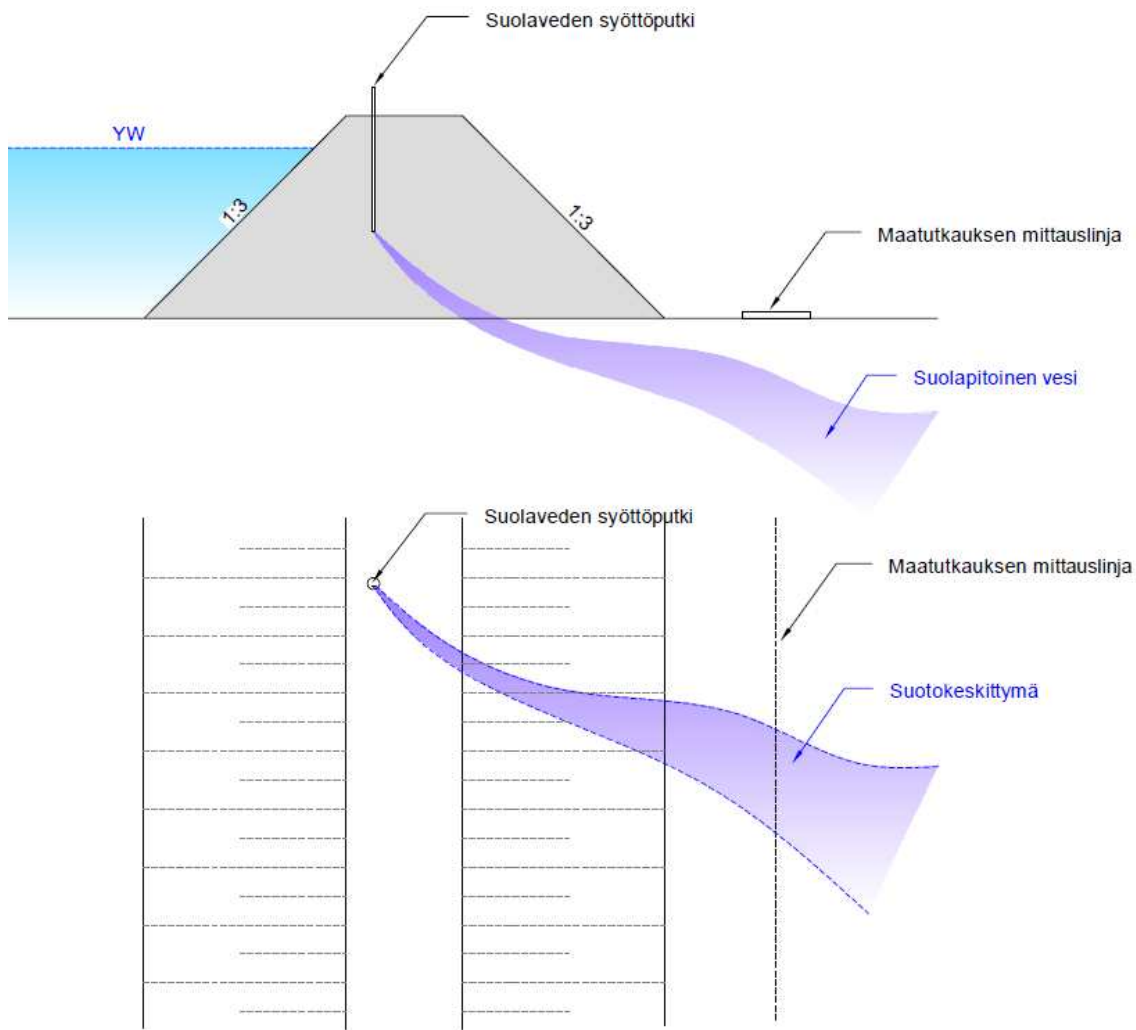 Suolaveden syöttöputki
YW
1:3
1:3
Maatutkauksen mittauslinja
Suolapitoinen vesi
Suolaveden syöttöputki
Maatutkauksen mittauslinja
Suotokeskittymä